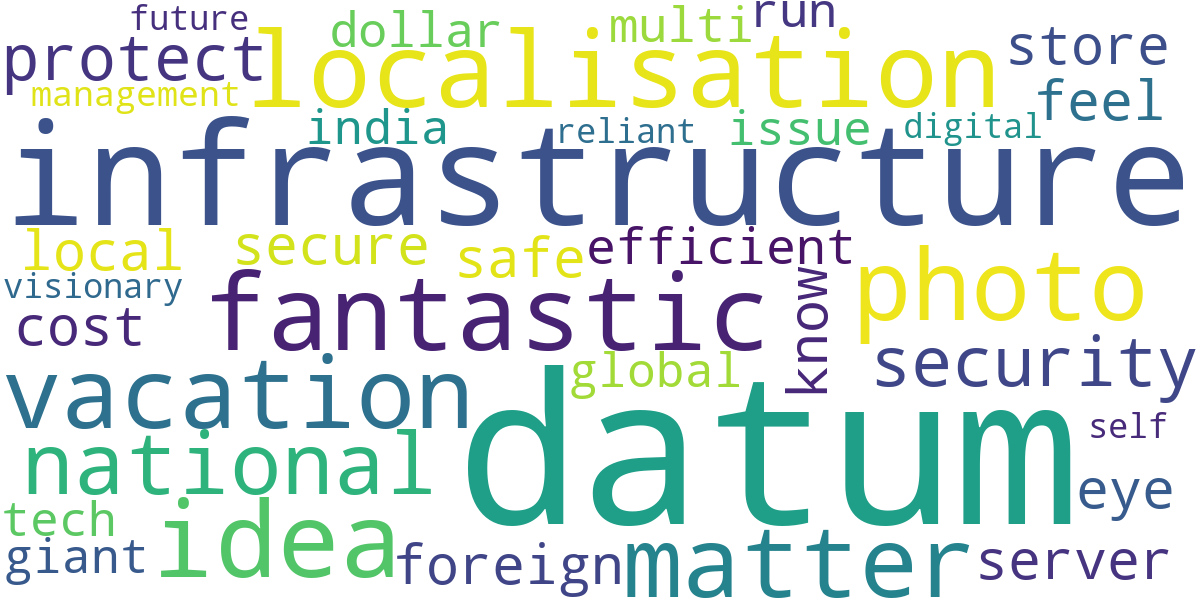 future
dollar
multi
run
protect
localisation
store
management
feel
india
reliant
issue
digital
infrastructure
local
secure
safe
efficient
photo
visionary
fantastic
know
cost
security
vacation
global
datum
self
national
eye
tech
idea
giant
foreign
matter
server